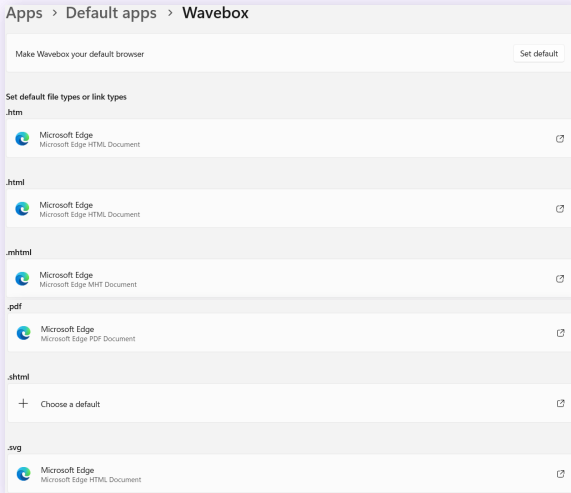 Apps > Default apps > Wavebox
Make Wavebox your default browser
Set default
Set default file types or link types
.htm
Microsoft Edge
Microsoft Edge HTML Document
.html
Microsoft Edge
Microsoft Edge HTML Document
.mhtml
Microsoft Edge
Microsoft Edge MHT Document
.pdf
Microsoft Edge
Microsoft Edge PDF Document
.shtml
Choose a default
.svg
Microsoft Edge
Microsoft Edge HTML Document